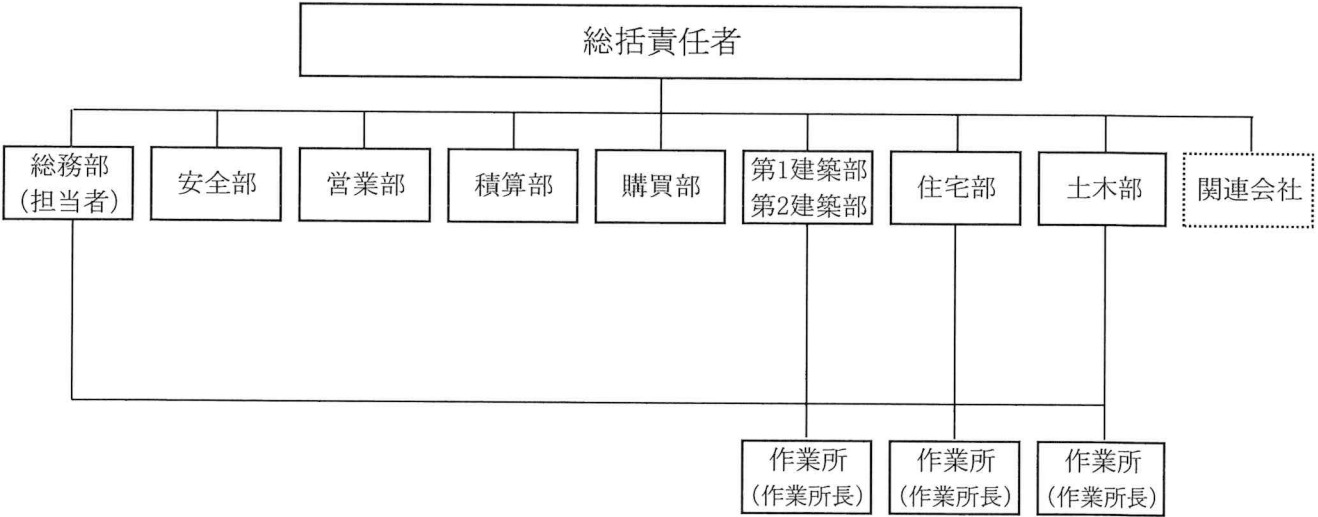 総括責任者
総務部
(担当者)
安全部
営業部
積算部
購買部
第1建築部
第2建築部
住宅部
土木部
関連会社
作業所
(作業所長)
作業所
(作業所長)
作業所
(作業所長)